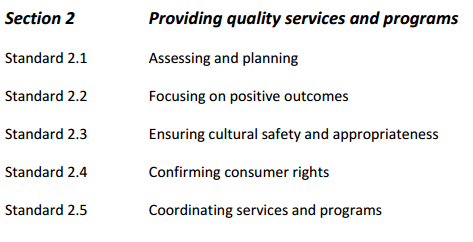 Section 2 Providing quality services and programs
Standard 2.1 Assessing and planning
Standard 2.2 Focusing on positive outcomes
Standard 2.3 Ensuring cultural safety and appropriateness
Standard 2.4 Confirming consumer rights
Standard 2.5 Coordinating services and programs